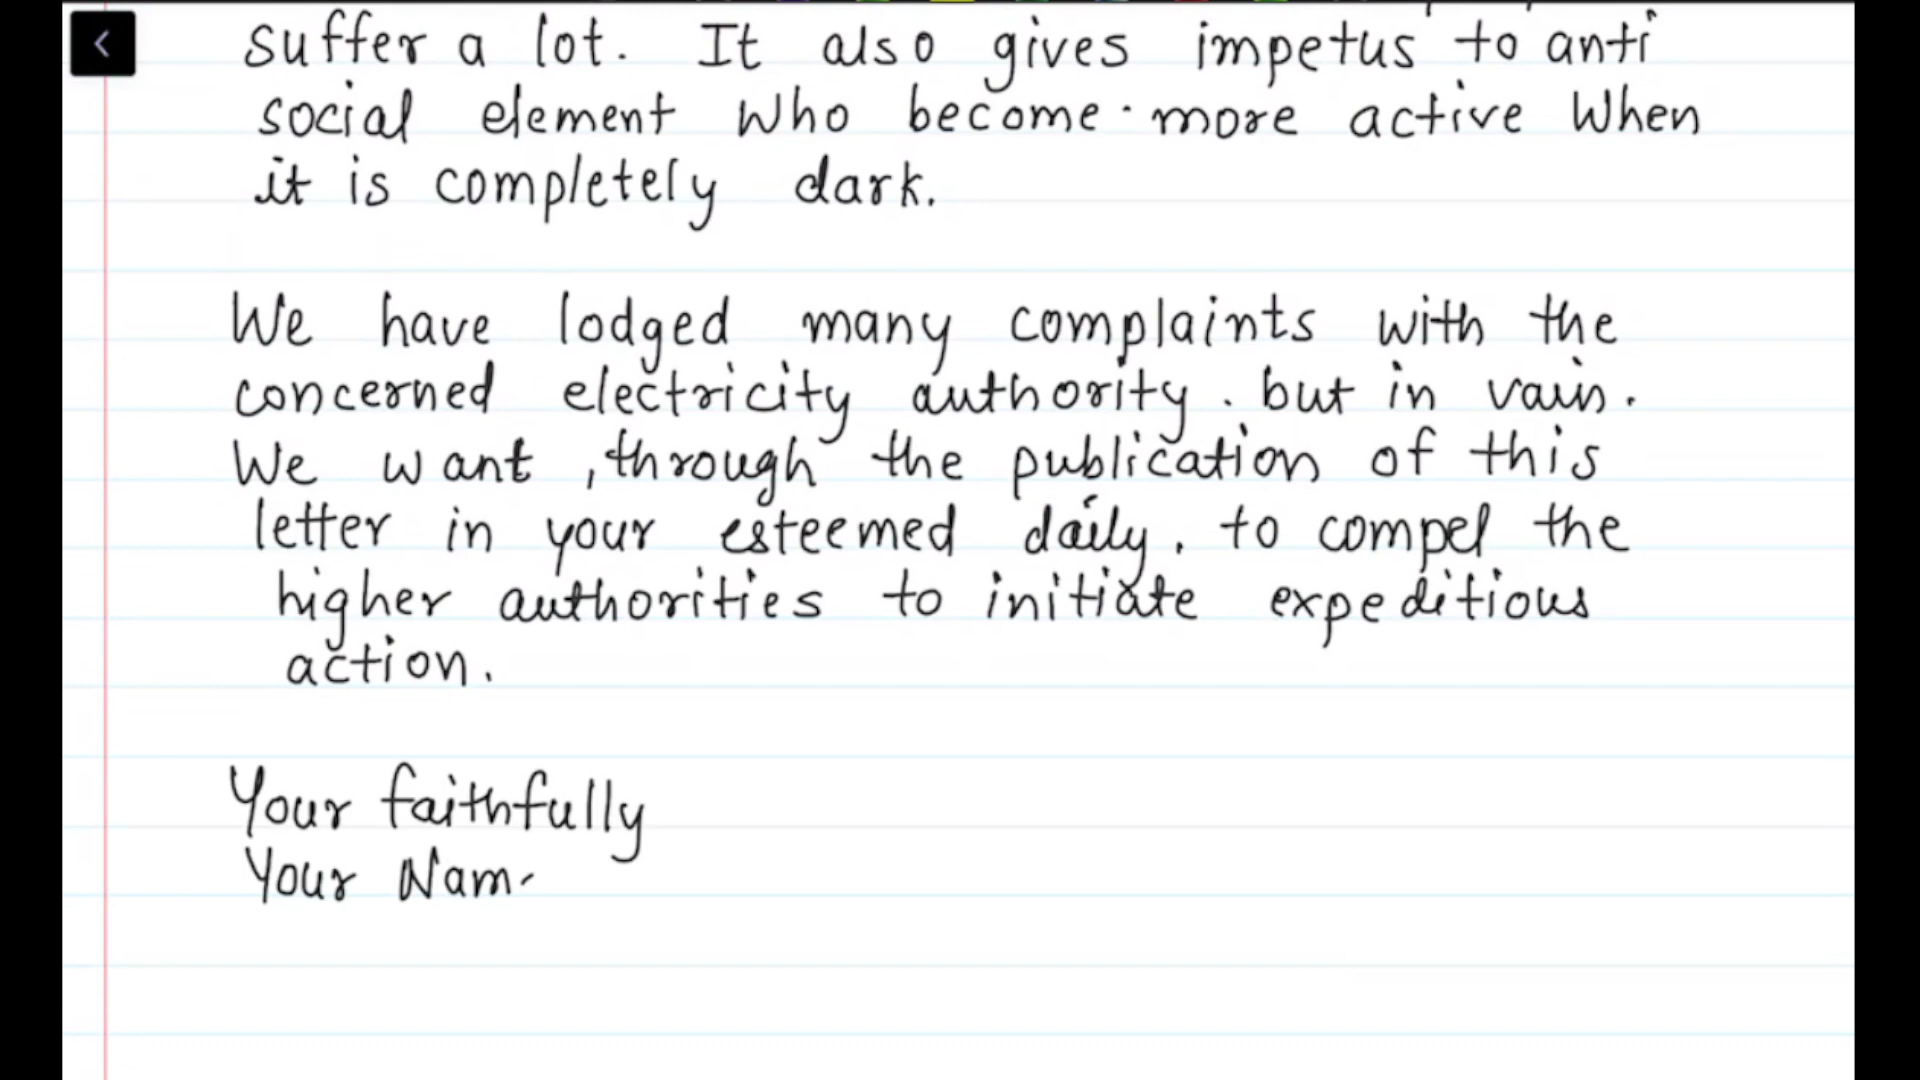 suffer a lot. It also gives impetus to anti
social element who become more active when
it is completely dark.
We have lodged many complaints with the
concerned electricity authority. but in vain.
We want, through the publication of this
letter in your esteemed daily. to compel the
higher authorities to initiate expeditious
action.
Your faithfully
Your Nam